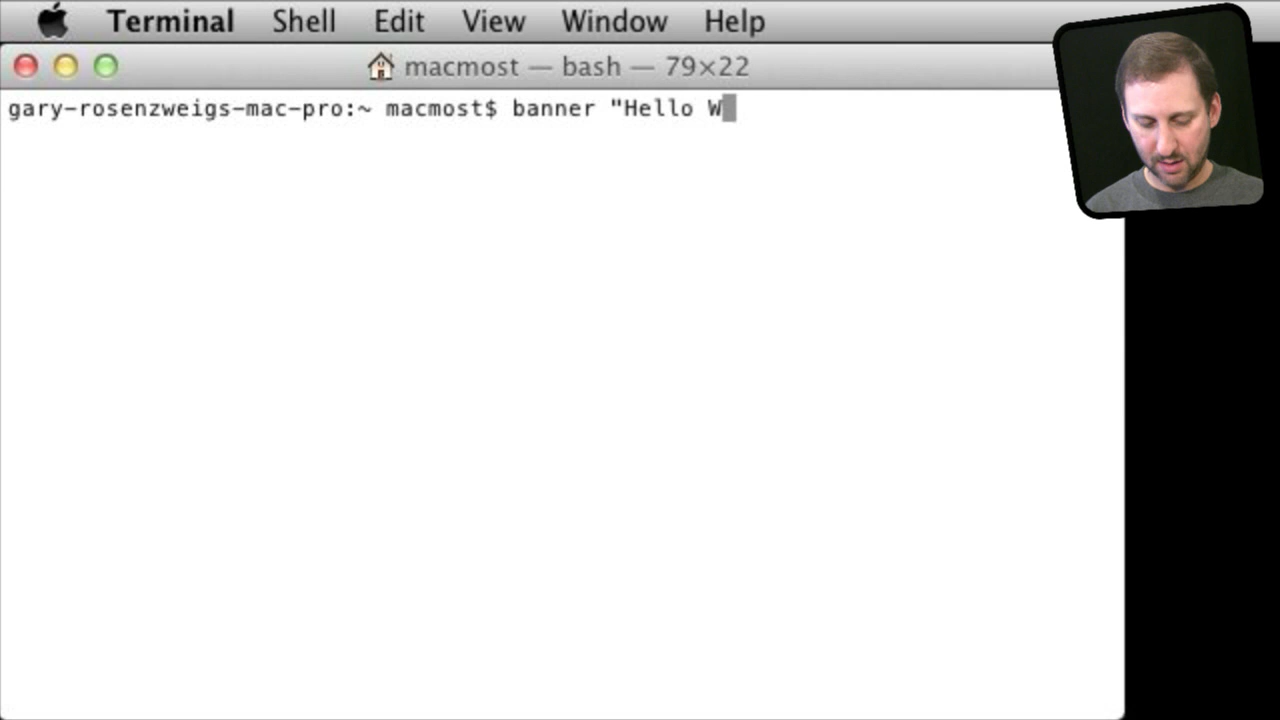 Terminal Shell Edit View Window Help
macmost — bash — 79×22
gary-rosenzweigs-mac-pro:~ macmost$ banner "Hello W